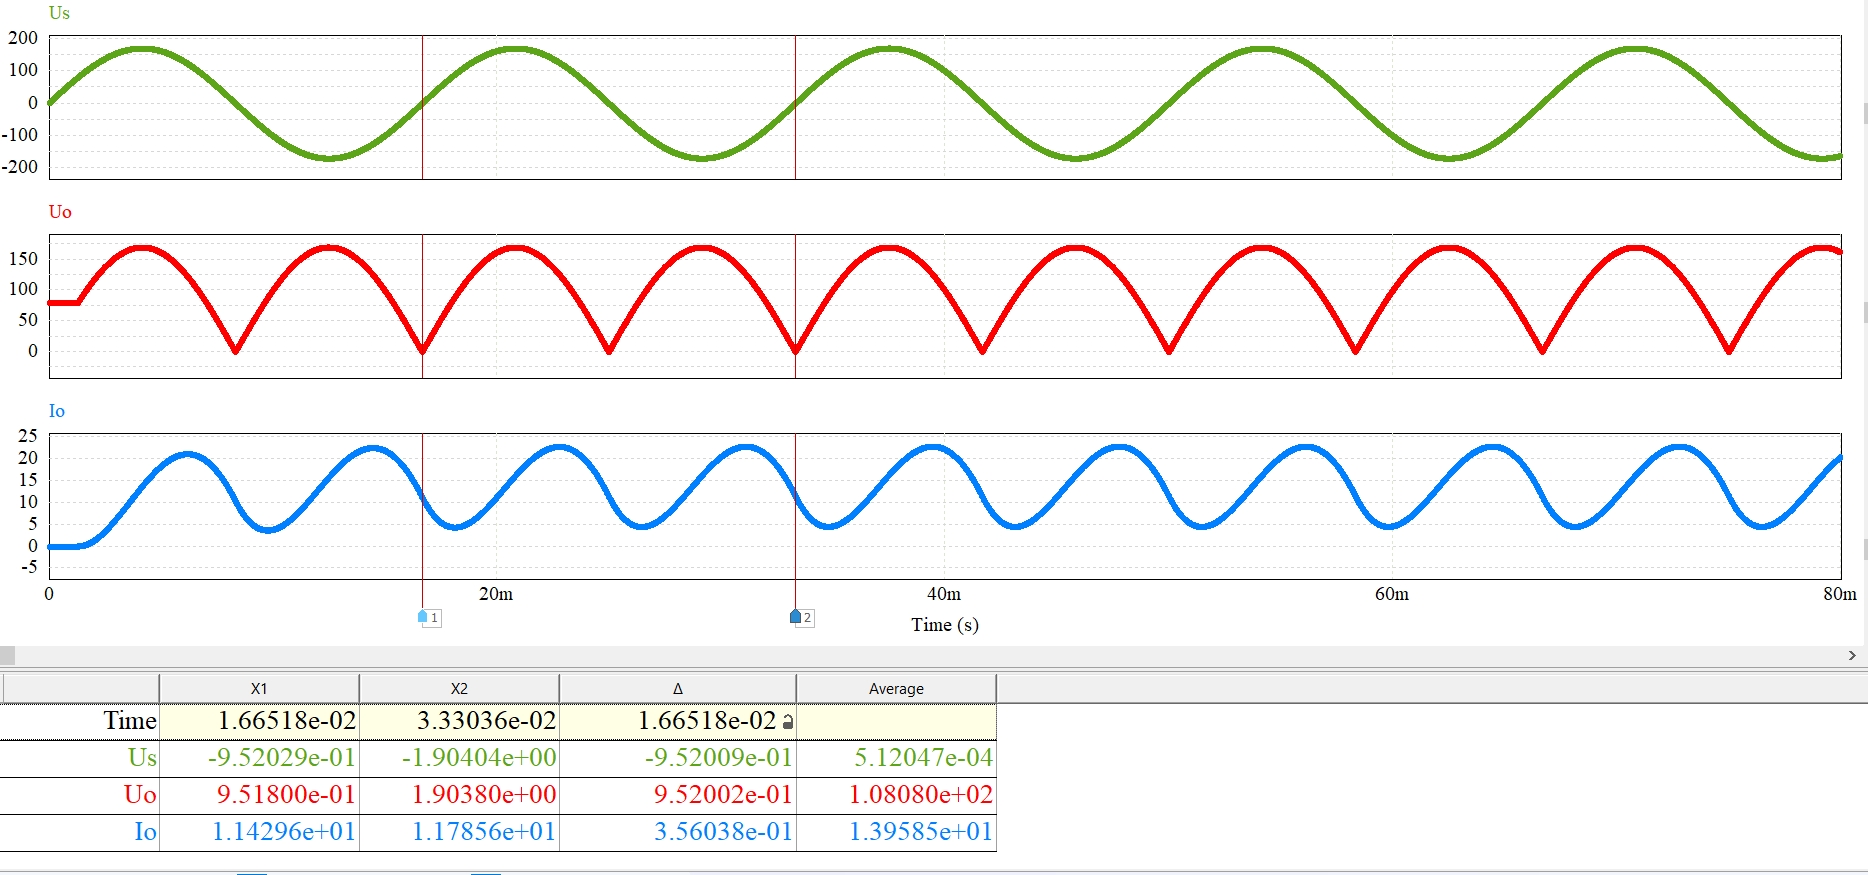 Us
200
100
0
-100
-200
Uo
150
100
50
0
Io
25
20
15
10
5
0
-5
0 20m 40m 60m 80m
1 2
Time (s)
X1 X2 Δ Average
Time 1.66518e-02 3.33036e-02 1.66518e-02
Us -9.52029e-01 -1.90404e+00 -9.52009e-01 5.12047e-04
Uo 9.51800e-01 1.90380e+00 9.52002e-01 1.08080e+02
Io 1.14296e+01 1.17856e+01 3.56038e-01 1.39585e+01